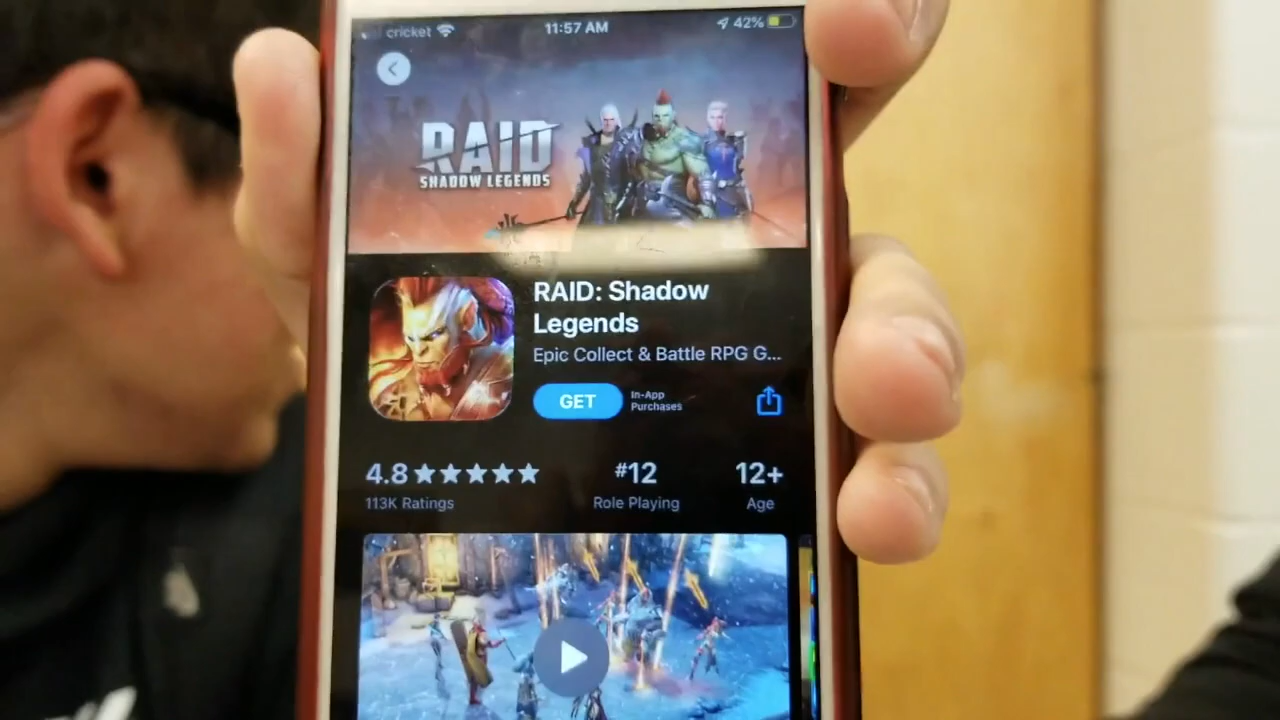 cricket 11:57 AM 42%
RAID
SHADOW LEGENDS
RAID: Shadow
Legends
Epic Collect & Battle RPG G...
GET In-App
Purchases
4.8 #12 12+
113K Ratings Role Playing Age